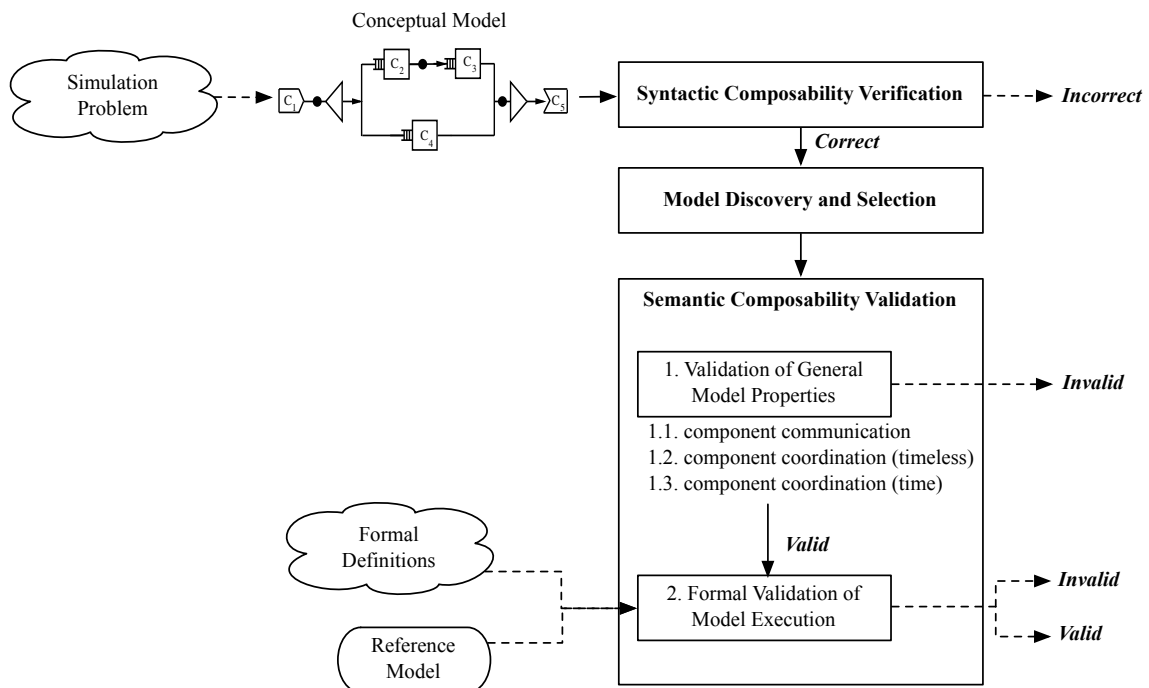 Conceptual Model
Simulation
Problem
C1
C2
C3
C4
C5
Syntactic Composability Verification
Incorrect
Correct
Model Discovery and Selection
Semantic Composability Validation
1. Validation of General
Model Properties
Invalid
1.1. component communication
1.2. component coordination (timeless)
1.3. component coordination (time)
Valid
Formal
Definitions
2. Formal Validation of
Model Execution
Invalid
Valid
Reference
Model